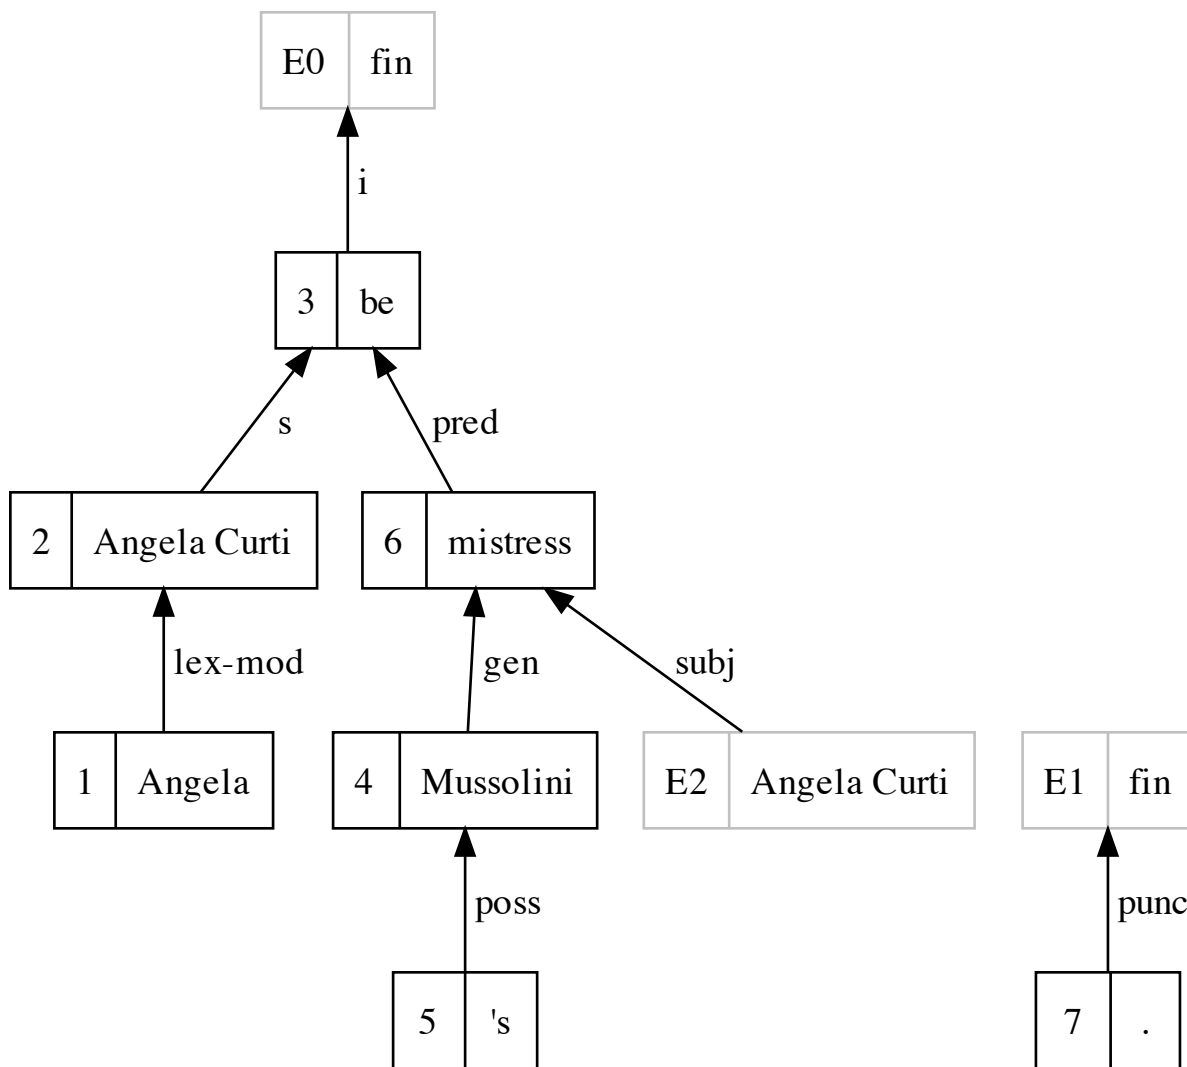 E0 fin
i
3 be
s pred
2 Angela Curti 6 mistress
lex-mod gen subj
1 Angela 4 Mussolini E2 Angela Curti E1 fin
poss punc
5 's 7 .